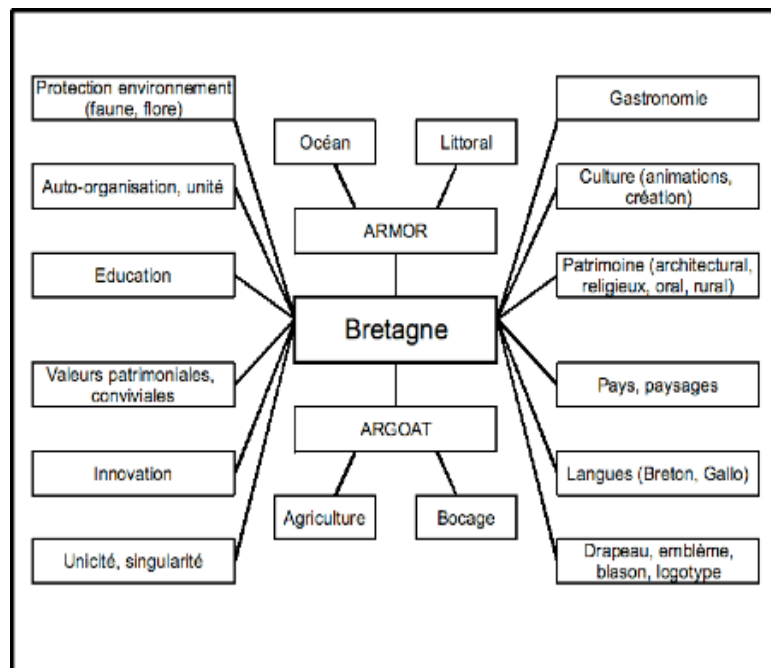 Protection environnement
(faune, flore)
Gastronomie
Océan
Littoral
Auto-organisation, unité
Culture (animations,
création)
ARMOR
Education
Patrimoine (architectural,
religieux, oral, rural)
Bretagne
Valeurs patrimoniales,
conviviales
Pays, paysages
ARGOAT
Innovation
Langues (Breton, Gallo)
Agriculture
Bocage
Unicité, singularité
Drapeau, emblème,
blason, logotype